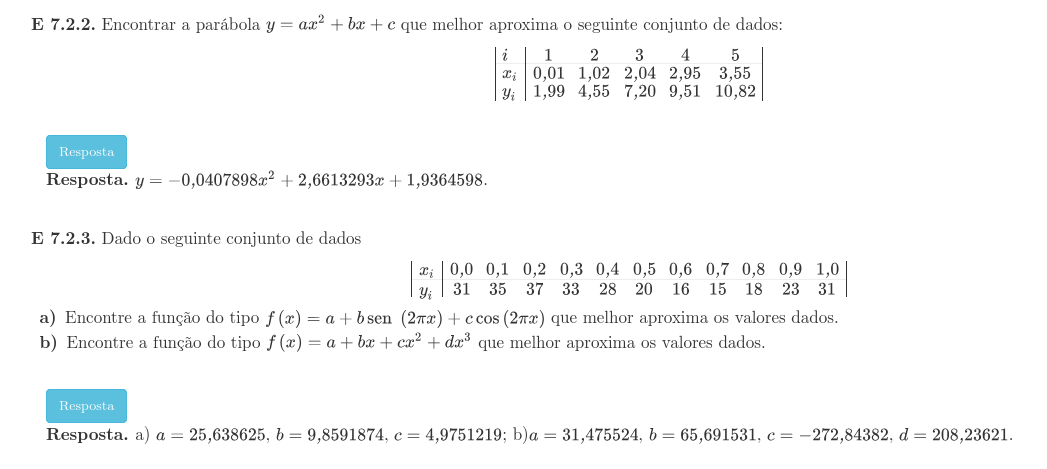 E 7.2.2. Encontrar a parábola y = ax² + bx + c que melhor aproxima o seguinte conjunto de dados:
i 1 2 3 4 5
xᵢ 0,01 1,02 2,04 2,95 3,55
yᵢ 1,99 4,55 7,20 9,51 10,82
Resposta
Resposta. y = −0,0407898x² + 2,6613293x + 1,9364598.
E 7.2.3. Dado o seguinte conjunto de dados
xᵢ 0,0 0,1 0,2 0,3 0,4 0,5 0,6 0,7 0,8 0,9 1,0
yᵢ 31 35 37 33 28 20 16 15 18 23 31
a) Encontre a função do tipo f (x) = a + b sen (2πx) + c cos (2πx) que melhor aproxima os valores dados.
b) Encontre a função do tipo f (x) = a + bx + cx² + dx³ que melhor aproxima os valores dados.
Resposta
Resposta. a) a = 25,638625, b = 9,8591874, c = 4,9751219; b)a = 31,475524, b = 65,691531, c = −272,84382, d = 208,23621.